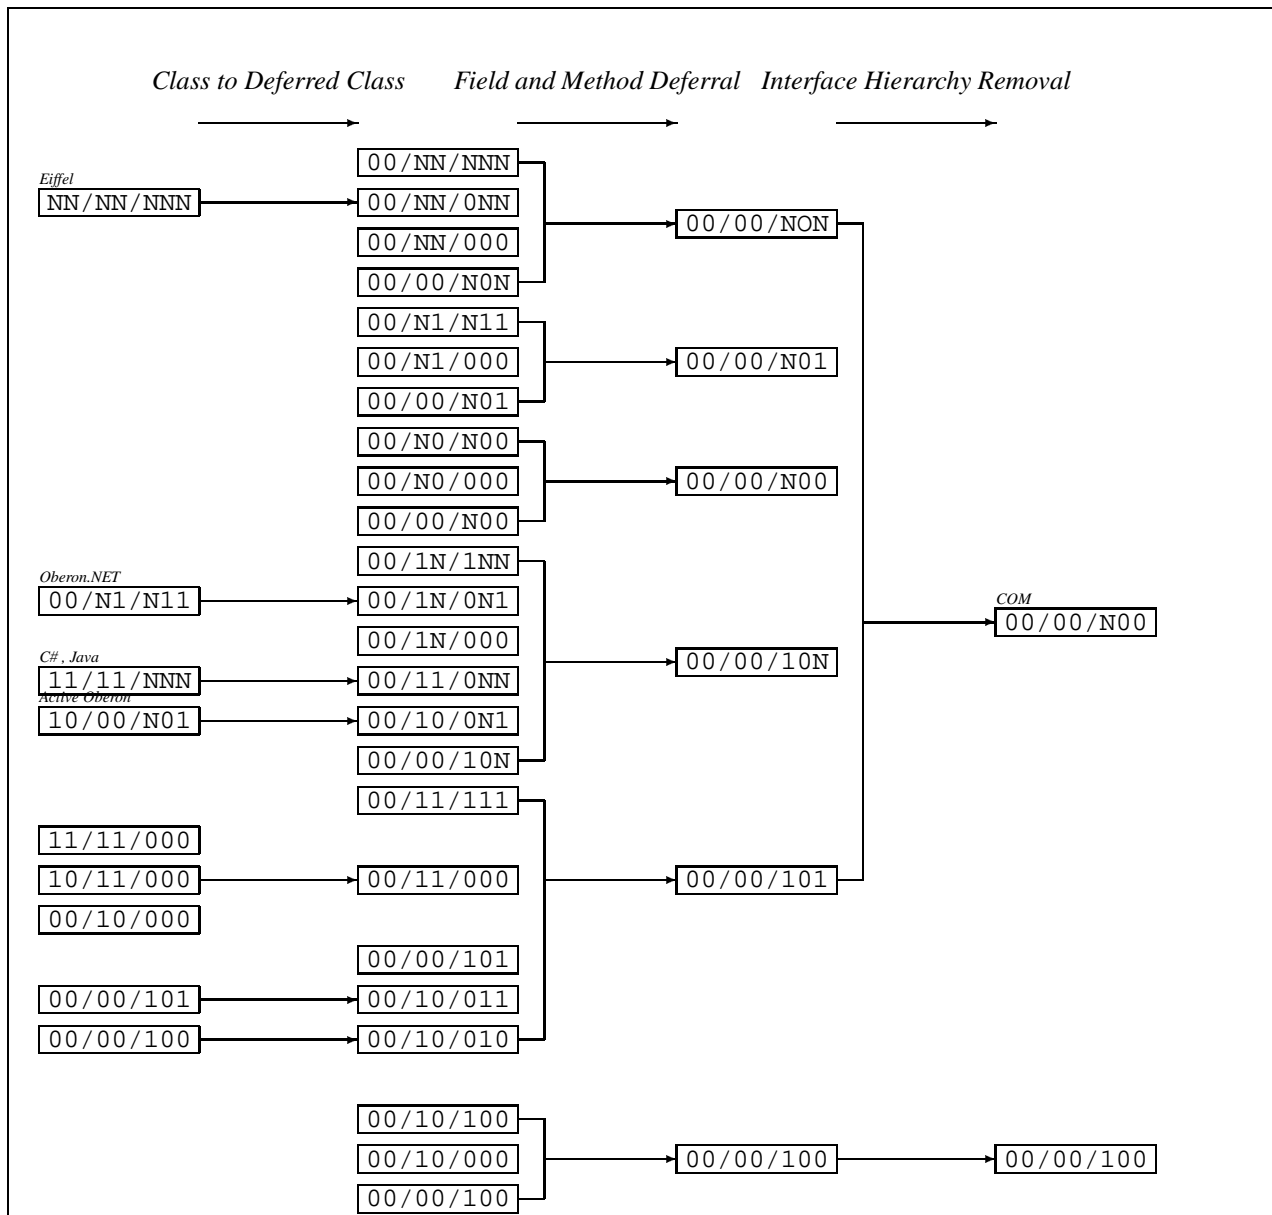 Class to Deferred Class Field and Method Deferral Interface Hierarchy Removal
00/NN/NNN
Eiffel
NN/NN/NNN 00/NN/0NN
00/00/NON
00/NN/000
00/00/N0N
00/N1/N11
00/N1/000 00/00/N01
00/00/N01
00/N0/N00
00/N0/000 00/00/N00
00/00/N00
00/1N/1NN
Oberon.NET
00/N1/N11 00/1N/0N1
COM
00/00/N00
00/1N/000
C# , Java
00/00/10N
11/11/NNN 00/11/0NN
Active Oberon
10/00/N01 00/10/0N1
00/00/10N
00/11/111
11/11/000
10/11/000 00/11/000 00/00/101
00/10/000
00/00/101
00/00/101 00/10/011
00/00/100 00/10/010
00/10/100
00/10/000 00/00/100 00/00/100
00/00/100